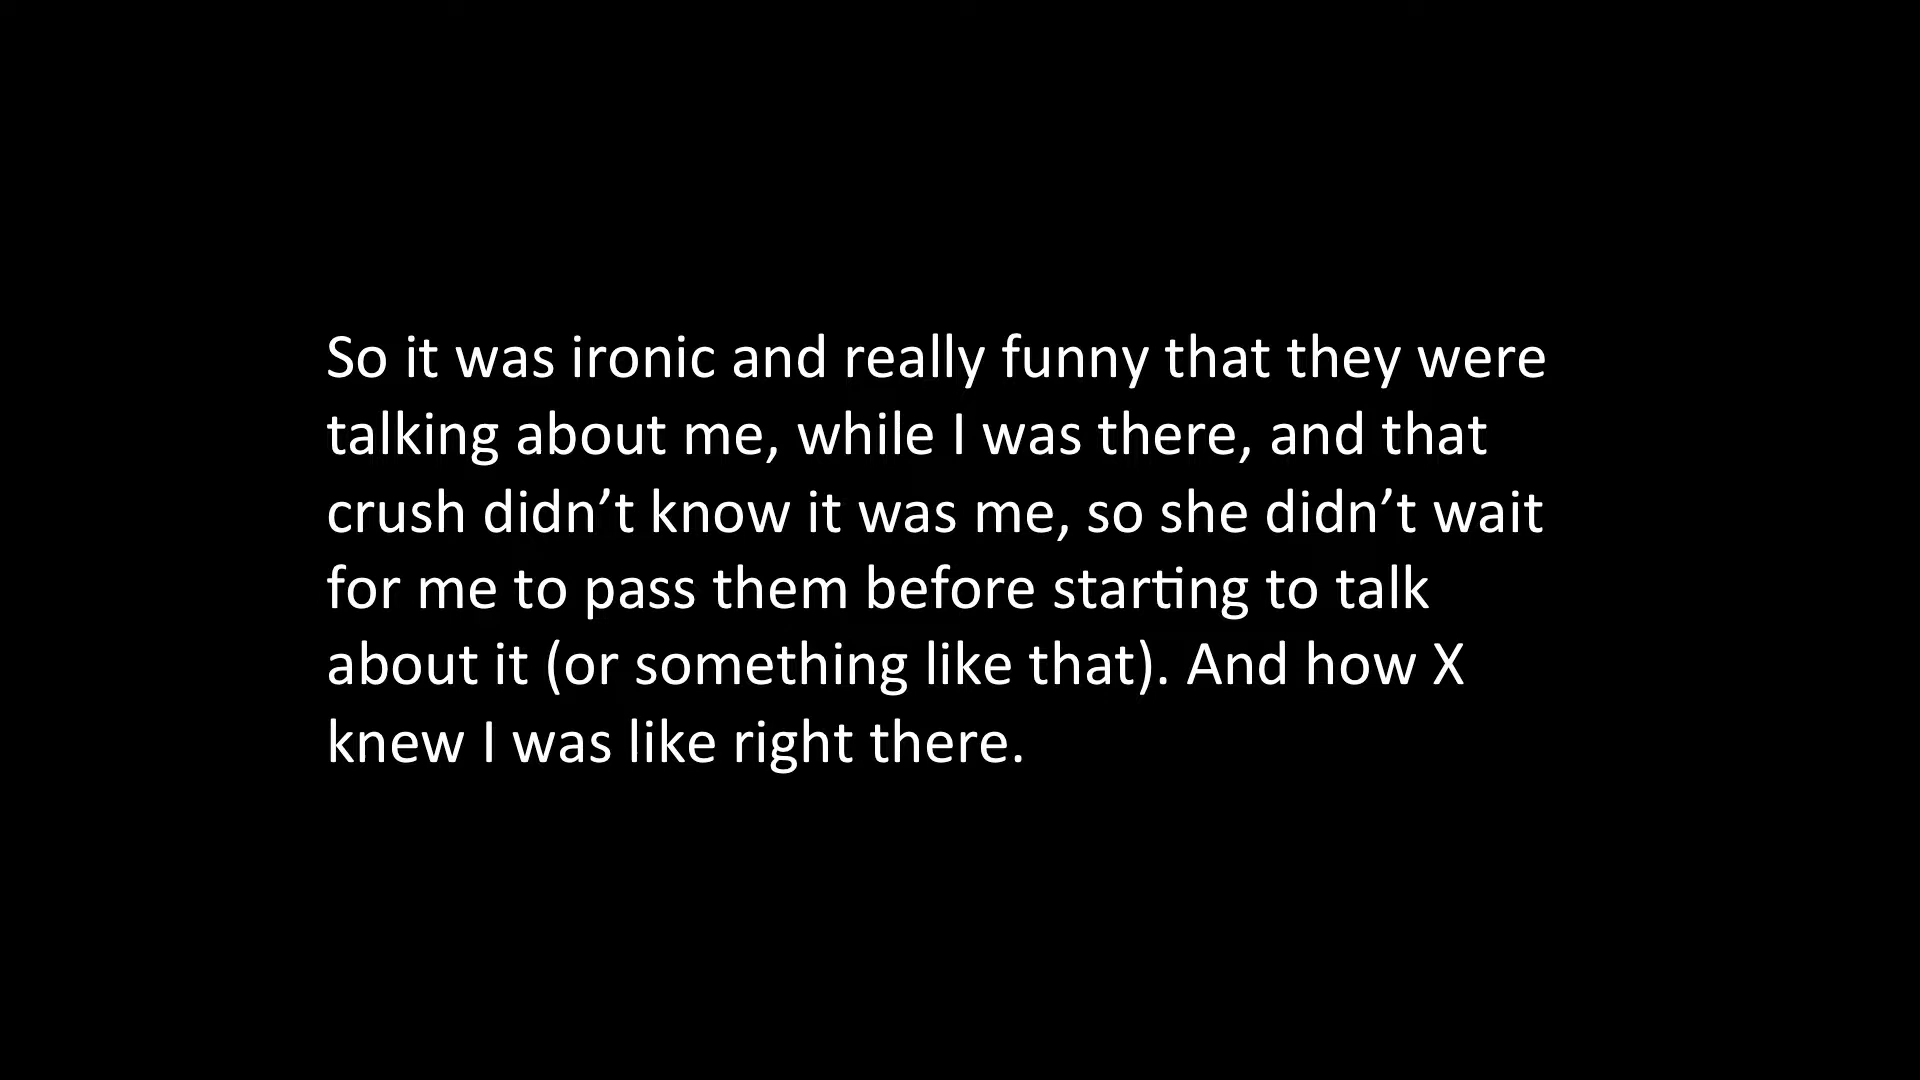 So it was ironic and really funny that they were
talking about me, while I was there, and that
crush didn’t know it was me, so she didn’t wait
for me to pass them before starting to talk
about it (or something like that). And how X
knew I was like right there.